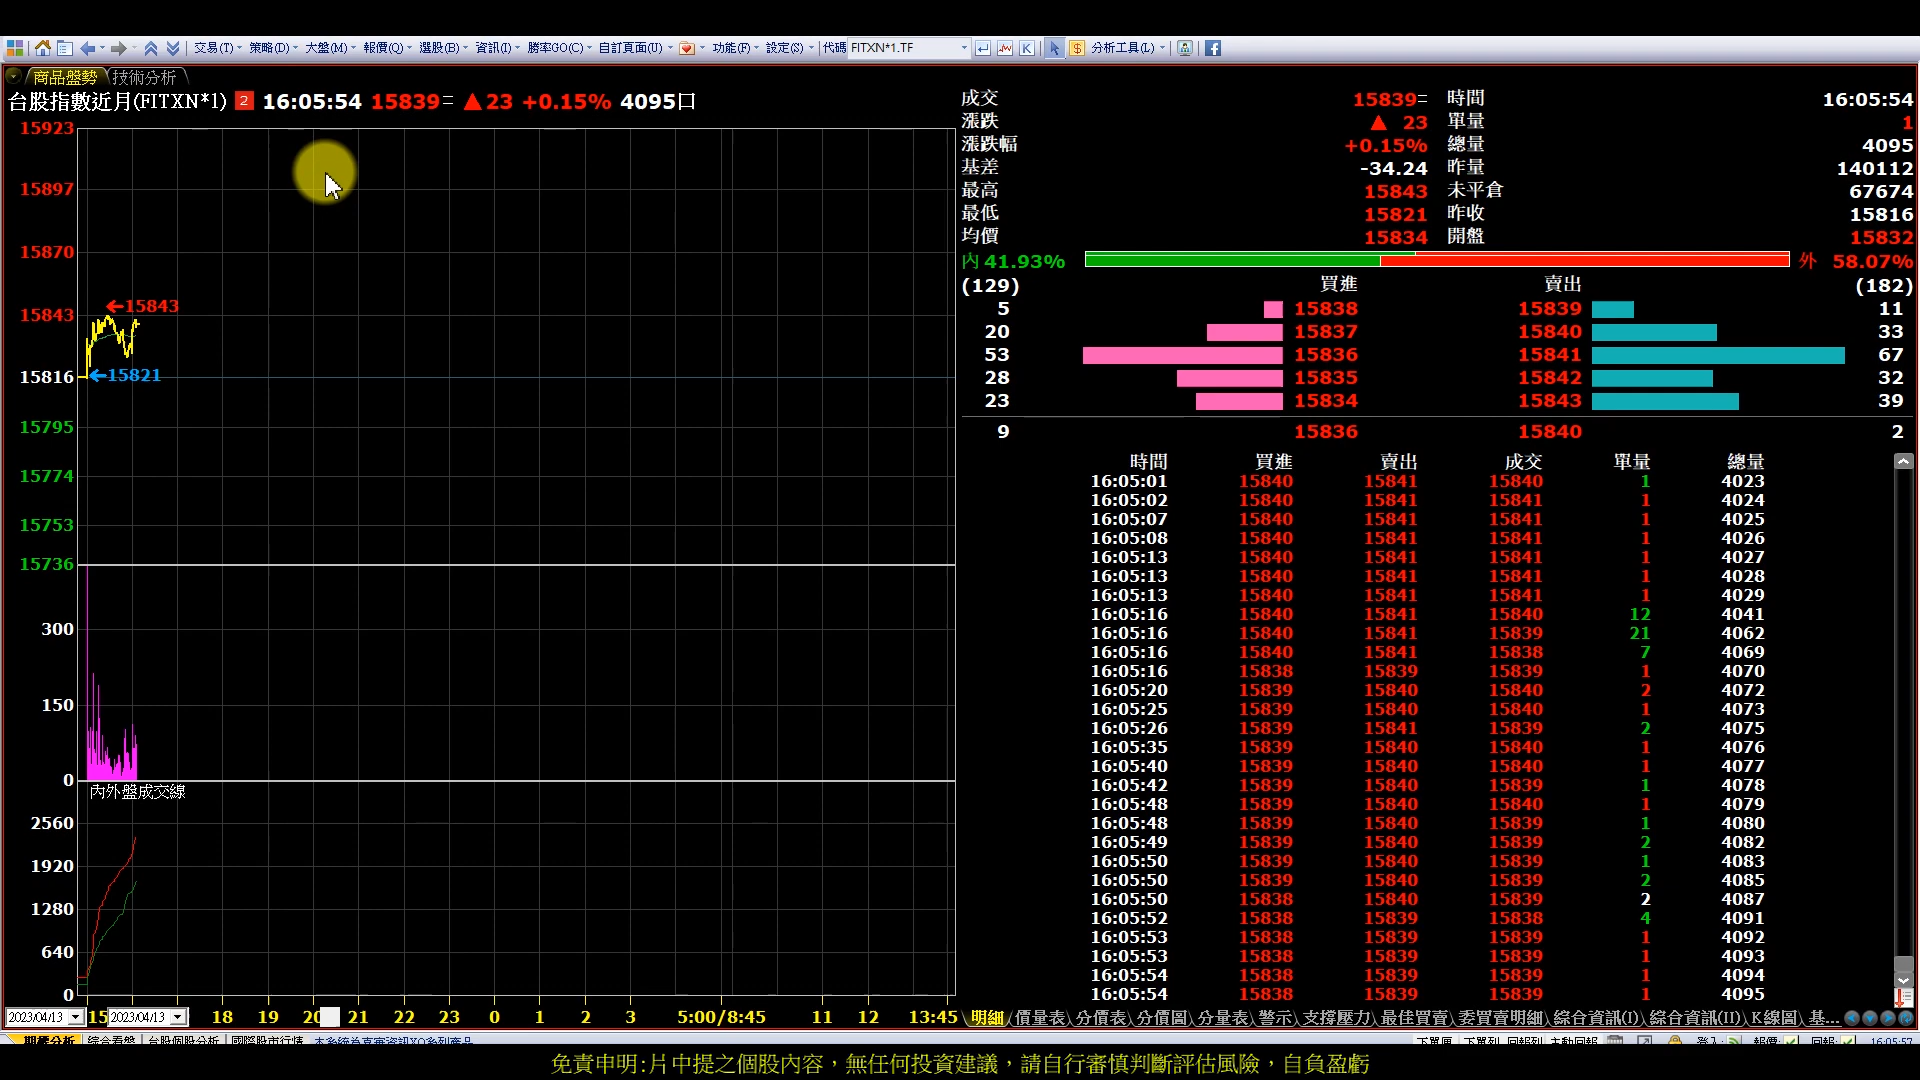 交易(T) 策略(D) 大盤(M) 報價(Q) 選股(B) 資訊(I) 勝率GO(C) 自訂頁面(U) 功能(F) 設定(S) 代碼 FITXN*1.TF K $ 分析工具(L)
商品盤勢 技術分析
台股指數近月(FITXN*1) 2 16:05:54 15839= ▲23 +0.15% 4095口
15923
15897
15870
15843
15816
15795
15774
15753
15736
←15843
←15821
300
150
0
內外盤成交線
2560
1920
1280
640
0
2023/04/13 15 2023/04/13 18 19 20 21 22 23 0 1 2 3 5:00/8:45 11 12 13:45
成交 15839= 時間 16:05:54
漲跌 ▲ 23 單量 1
漲跌幅 +0.15% 總量 4095
基差 -34.24 昨量 140112
最高 15843 未平倉 67674
最低 15821 昨收 15816
均價 15834 開盤 15832
內 41.93% 外 58.07%
(129) 買進 賣出 (182)
5 15838 15839 11
20 15837 15840 33
53 15836 15841 67
28 15835 15842 32
23 15834 15843 39
9 15836 15840 2
時間 買進 賣出 成交 單量 總量
16:05:01 15840 15841 15840 1 4023
16:05:02 15840 15841 15841 1 4024
16:05:07 15840 15841 15841 1 4025
16:05:08 15840 15841 15841 1 4026
16:05:13 15840 15841 15841 1 4027
16:05:13 15840 15841 15841 1 4028
16:05:13 15840 15841 15841 1 4029
16:05:16 15840 15841 15840 12 4041
16:05:16 15840 15841 15839 21 4062
16:05:16 15840 15841 15838 7 4069
16:05:16 15838 15839 15839 1 4070
16:05:20 15839 15840 15840 2 4072
16:05:25 15839 15840 15840 1 4073
16:05:26 15839 15841 15839 2 4075
16:05:35 15839 15840 15840 1 4076
16:05:40 15839 15840 15840 1 4077
16:05:42 15839 15840 15839 1 4078
16:05:48 15839 15840 15840 1 4079
16:05:48 15839 15840 15839 1 4080
16:05:49 15839 15840 15839 2 4082
16:05:50 15839 15840 15839 1 4083
16:05:50 15839 15840 15839 2 4085
16:05:50 15838 15840 15839 2 4087
16:05:52 15838 15839 15838 4 4091
16:05:53 15838 15839 15839 1 4092
16:05:53 15838 15839 15839 1 4093
16:05:54 15838 15839 15839 1 4094
16:05:54 15838 15839 15839 1 4095
明細 價量表 分價表 分價圖 分量表 警示 支撐壓力 最佳買賣 委買賣明細 綜合資訊(I) 綜合資訊(II) K線圖 基...
期權分析 綜合看盤 台股個股分析 國際股市行情 16:05:57
免責申明:片中提之個股內容，無任何投資建議，請自行審慎判斷評估風險，自負盈虧